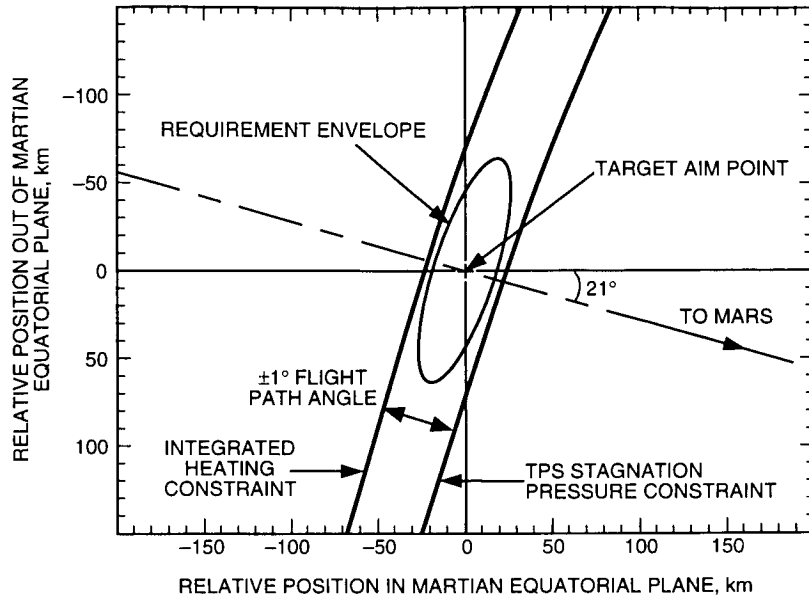 RELATIVE POSITION OUT OF MARTIAN
EQUATORIAL PLANE, km
−100
−50
0
50
100
REQUIREMENT ENVELOPE
TARGET AIM POINT
21°
TO MARS
±1° FLIGHT
PATH ANGLE
INTEGRATED
HEATING
CONSTRAINT
TPS STAGNATION
PRESSURE CONSTRAINT
−150
−100
−50
0
50
100
150
RELATIVE POSITION IN MARTIAN EQUATORIAL PLANE, km